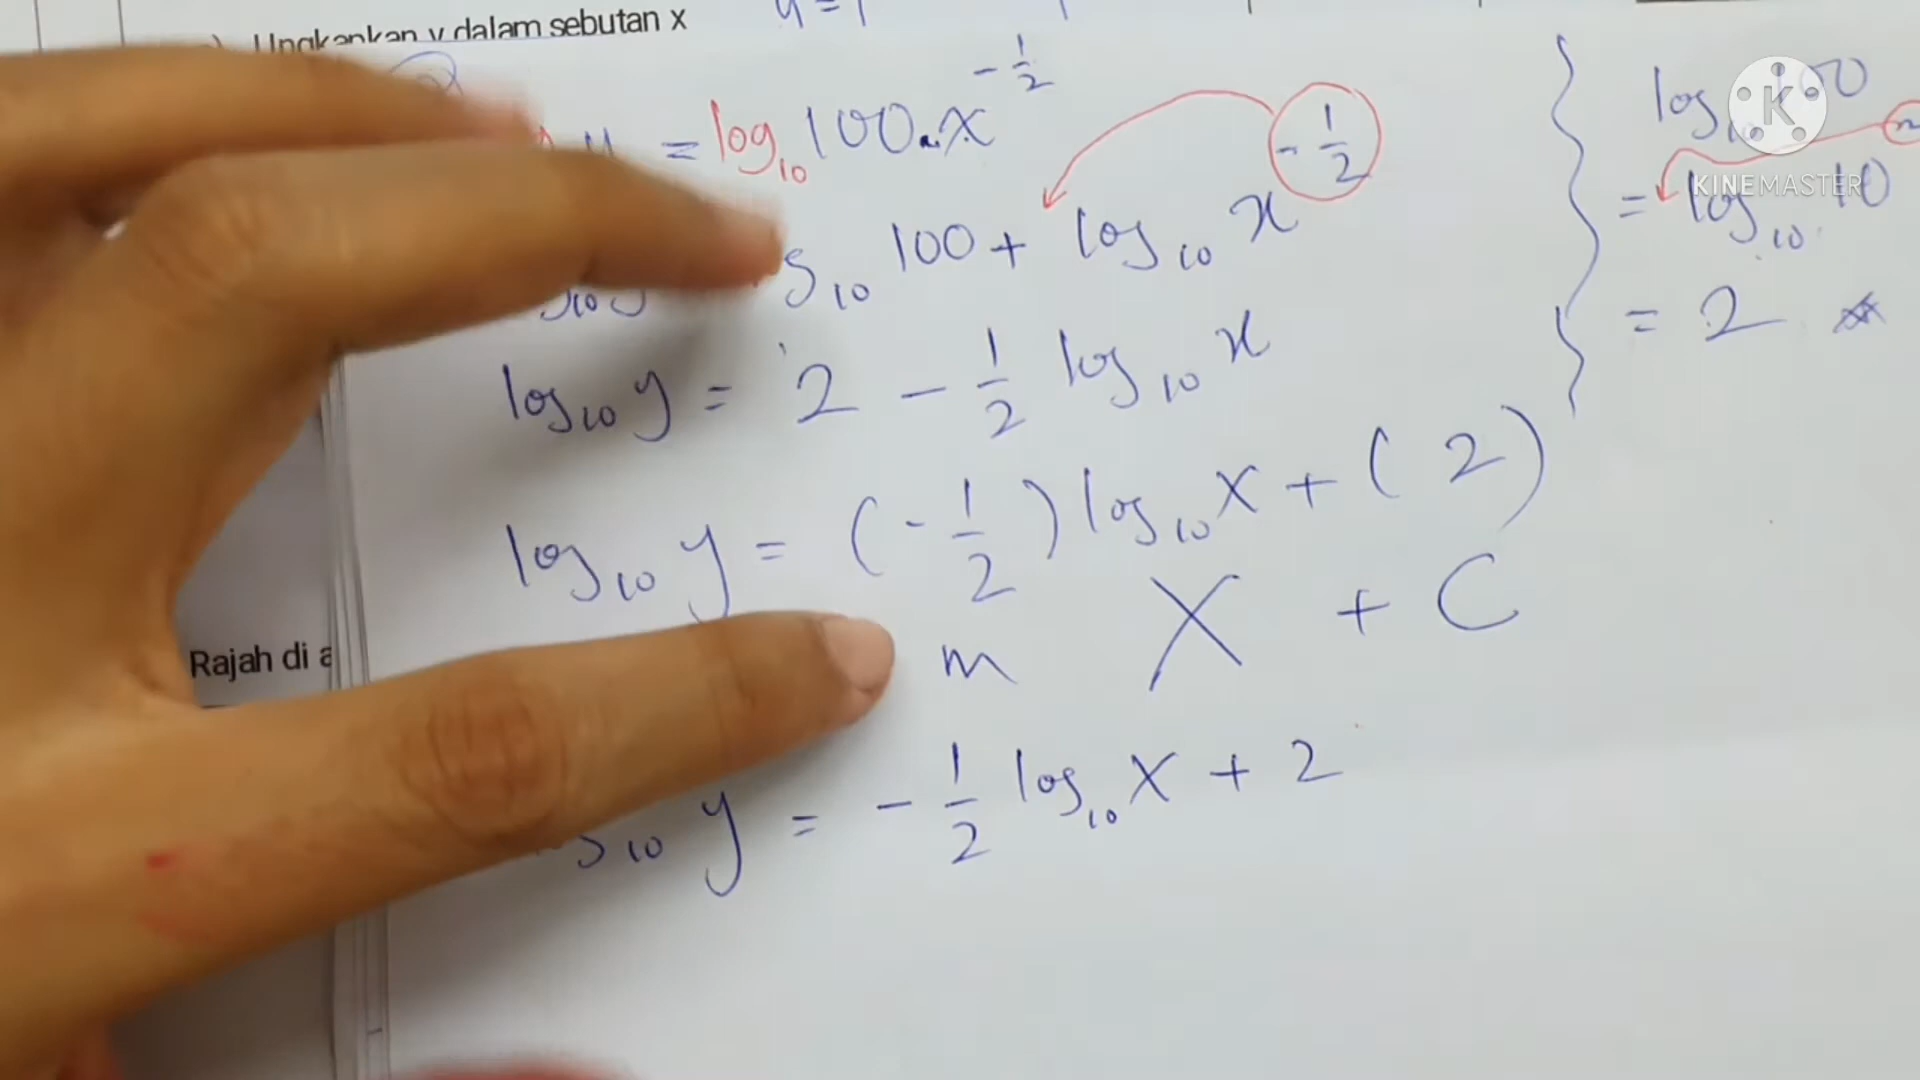 Ungkapkan y dalam sebutan x
y = log₁₀ 100 . x^(-1/2)
100 + log₁₀ x^(-1/2)
log₁₀ y = 2 - 1/2 log₁₀ x
log₁₀ y = (-1/2) log₁₀ x + (2)
m X + C
y = -1/2 log₁₀ x + 2
= log₁₀ 10
= 2
Rajah di
K
KINEMASTER